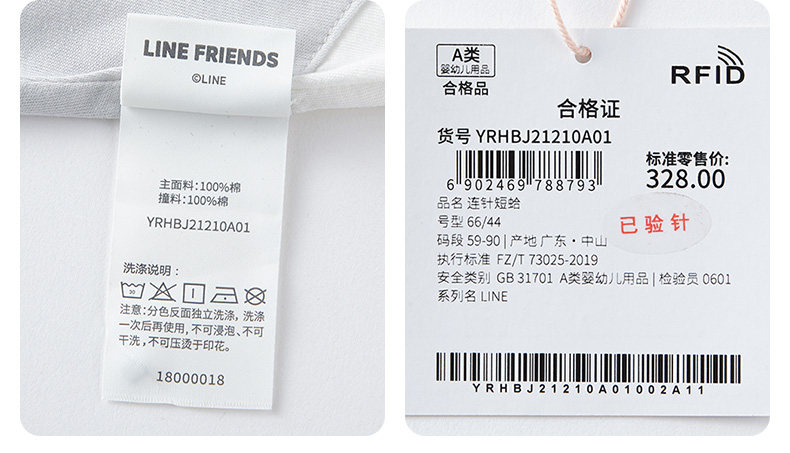 LINE FRIENDS
©LINE
主面料:100%棉
撞料:100%棉
YRHBJ21210A01
洗涤说明:
30
注意:分色反面独立洗涤, 洗涤
一次后再使用, 不可浸泡、不可
干洗, 不可压烫于印花。
18000018
A类
婴幼儿用品
合格品
RFID
合格证
货号 YRHBJ21210A01
6 902469 788793
标准零售价:
328.00
品名 连针短蛤
号型 66/44
码段 59-90 | 产地 广东·中山
已验针
执行标准 FZ/T 73025-2019
安全类别 GB 31701 A类婴幼儿用品 | 检验员 0601
系列名 LINE
YRHBJ21210A01002A11